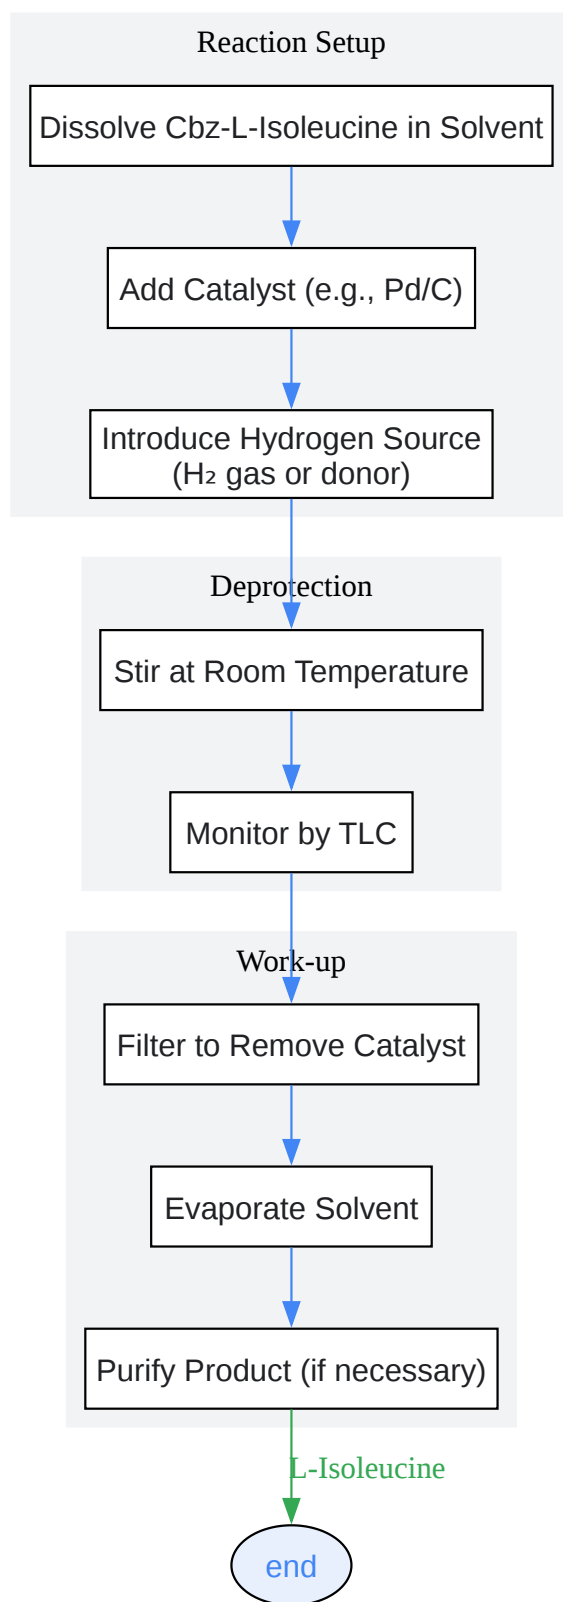 Reaction Setup
Dissolve Cbz-L-Isoleucine in Solvent
Add Catalyst (e.g., Pd/C)
Introduce Hydrogen Source
(H₂ gas or donor)
Deprotection
Stir at Room Temperature
Monitor by TLC
Work-up
Filter to Remove Catalyst
Evaporate Solvent
Purify Product (if necessary)
L-Isoleucine
end